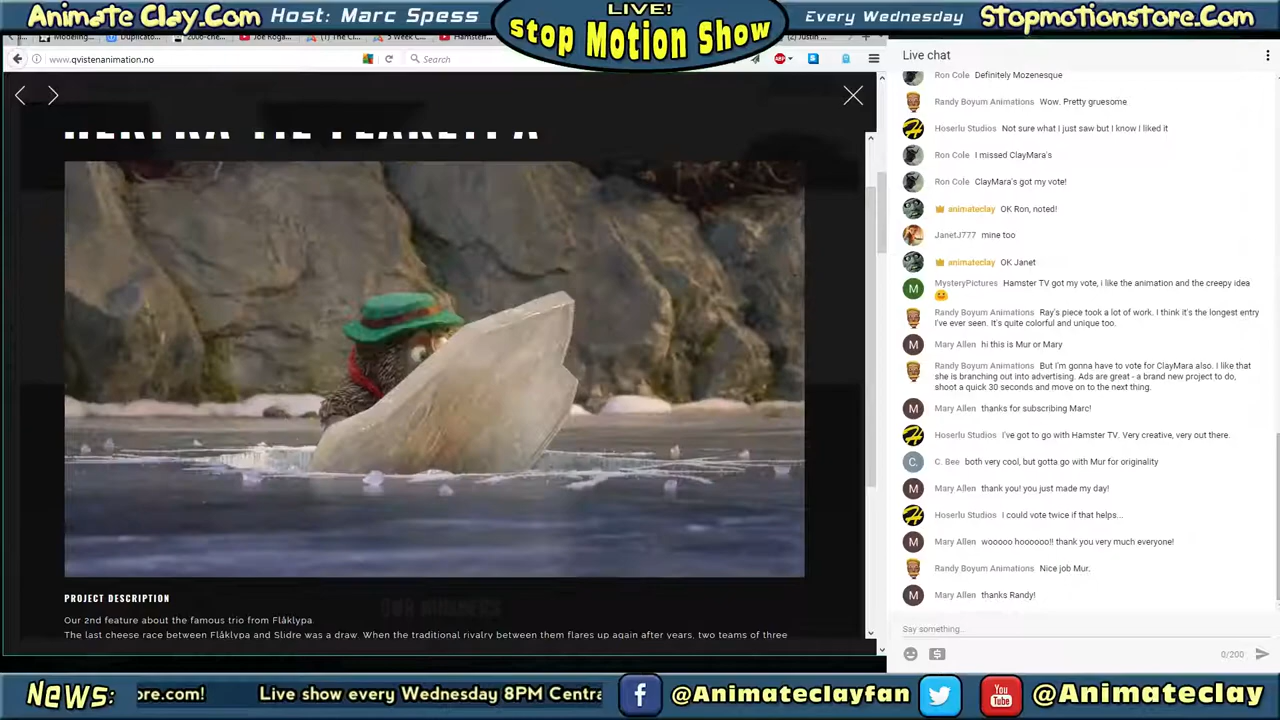 Animate Clay.Com Host: Marc Spess
LIVE!
Stop Motion Show
Every Wednesday Stopmotionstore.Com
www.qvistenanimation.no
Search
PROJECT DESCRIPTION
Our 2nd feature about the famous trio from Flåklypa.
The last cheese race between Flåklypa and Slidre was a draw. When the traditional rivalry between them flares up again after years, two teams of three
Live chat
Ron Cole Definitely Mozenesque
Randy Boyum Animations Wow. Pretty gruesome
Hoserlu Studios Not sure what I just saw but I know I liked it
Ron Cole I missed ClayMara's
Ron Cole ClayMara's got my vote!
animateclay OK Ron, noted!
JanetJ777 mine too
animateclay OK Janet
M MysteryPictures Hamster TV got my vote, i like the animation and the creepy idea
Randy Boyum Animations Ray's piece took a lot of work. I think it's the longest entry
I've ever seen. It's quite colorful and unique too.
M Mary Allen hi this is Mur or Mary
Randy Boyum Animations But I'm gonna have to vote for ClayMara also. I like that
she is branching out into advertising. Ads are great - a brand new project to do,
shoot a quick 30 seconds and move on to the next thing.
M Mary Allen thanks for subscribing Marc!
Hoserlu Studios I've got to go with Hamster TV. Very creative, very out there.
C. C. Bee both very cool, but gotta go with Mur for originality
M Mary Allen thank you! you just made my day!
Hoserlu Studios I could vote twice if that helps...
M Mary Allen wooooo hoooooo!! thank you very much everyone!
Randy Boyum Animations Nice job Mur.
M Mary Allen thanks Randy!
Say something...
0/200
News: ore.com! Live show every Wednesday 8PM Centra
@Animateclayfan
You Tube @Animateclay